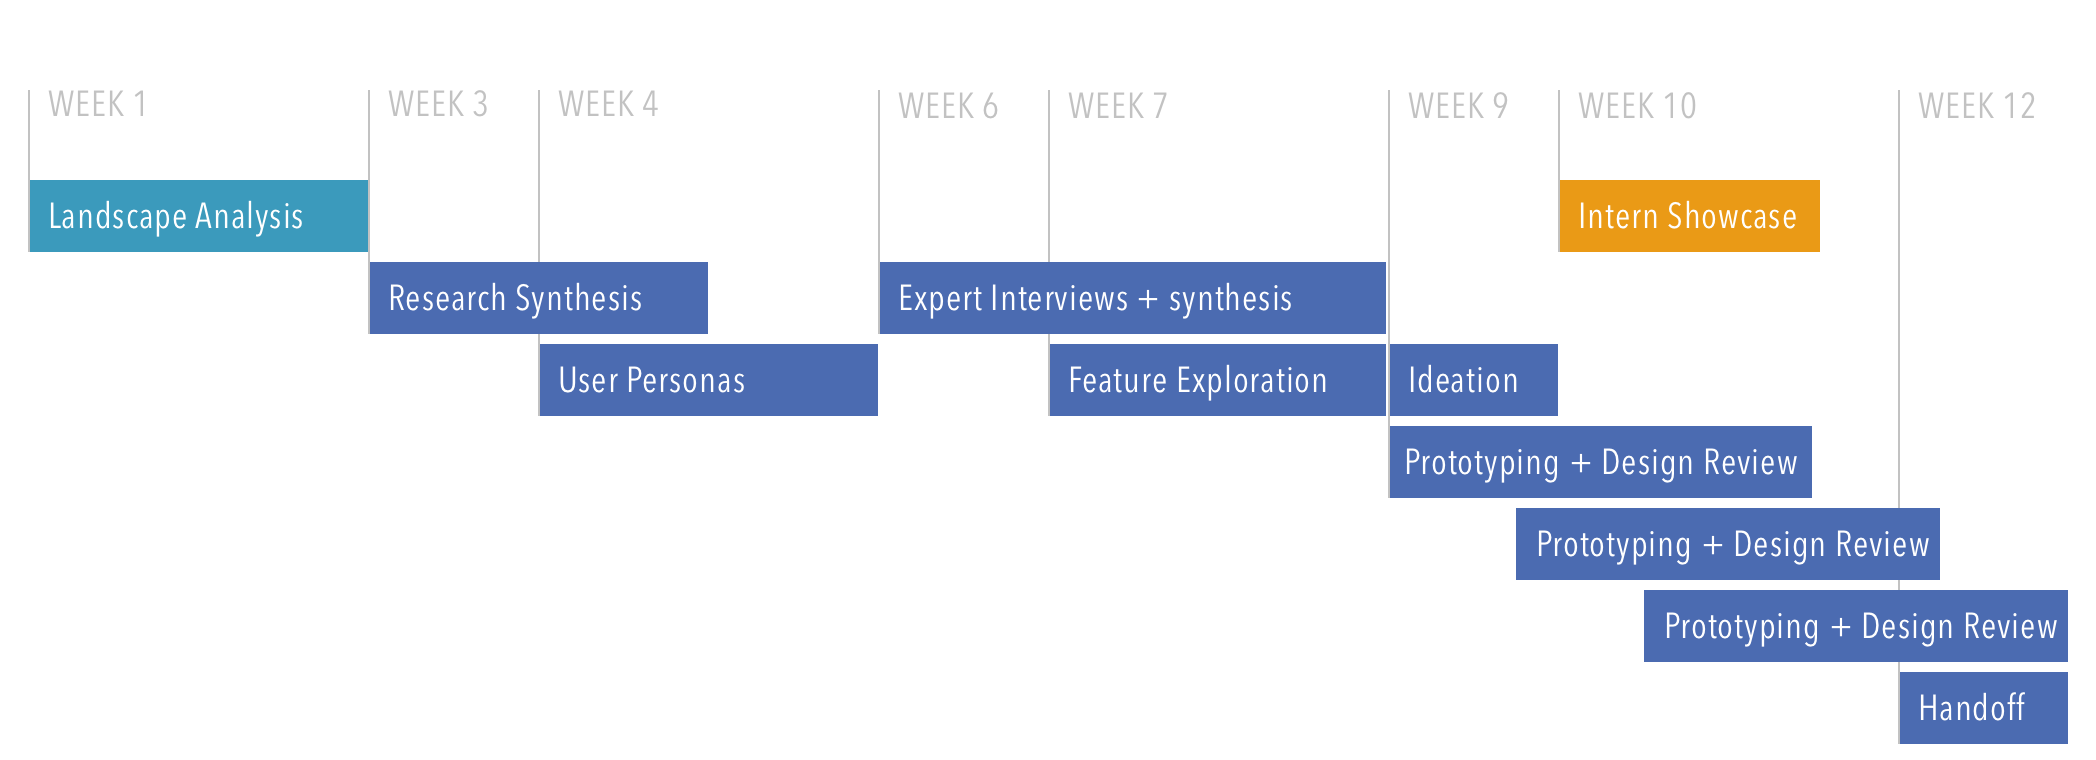 WEEK 1
WEEK 3
WEEK 4
WEEK 6
WEEK 7
WEEK 9
WEEK 10
WEEK 12
Landscape Analysis
Intern Showcase
Research Synthesis
Expert Interviews + synthesis
User Personas
Feature Exploration
Ideation
Prototyping + Design Review
Prototyping + Design Review
Prototyping + Design Review
Handoff